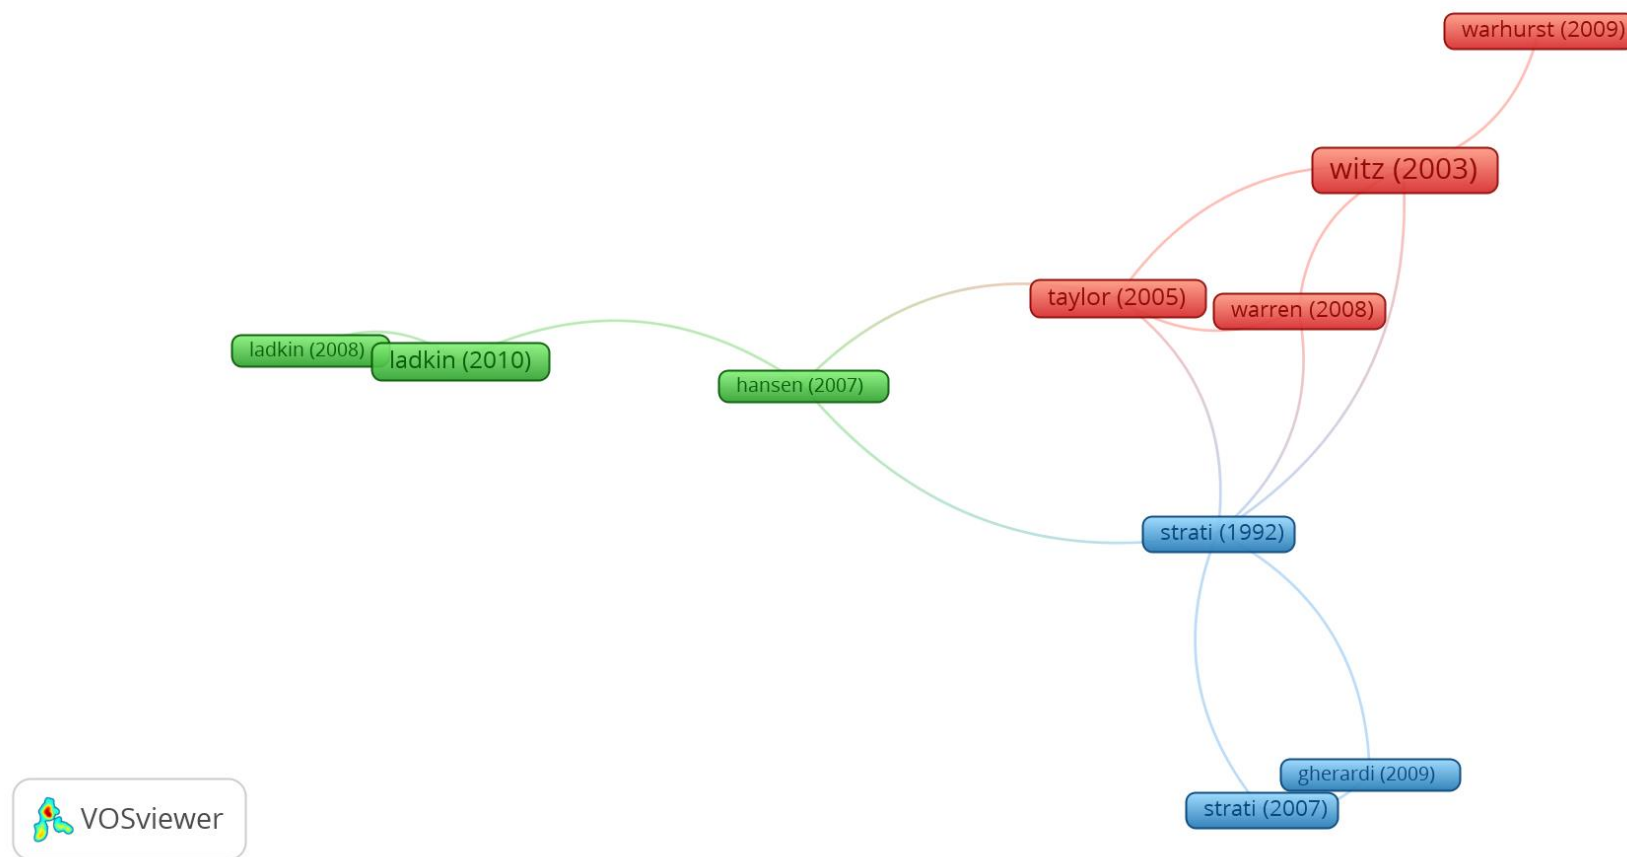 warhurst (2009)
witz (2003)
taylor (2005)
warren (2008)
ladkin (2008)
ladkin (2010)
hansen (2007)
strati (1992)
gherardi (2009)
strati (2007)
VOSviewer